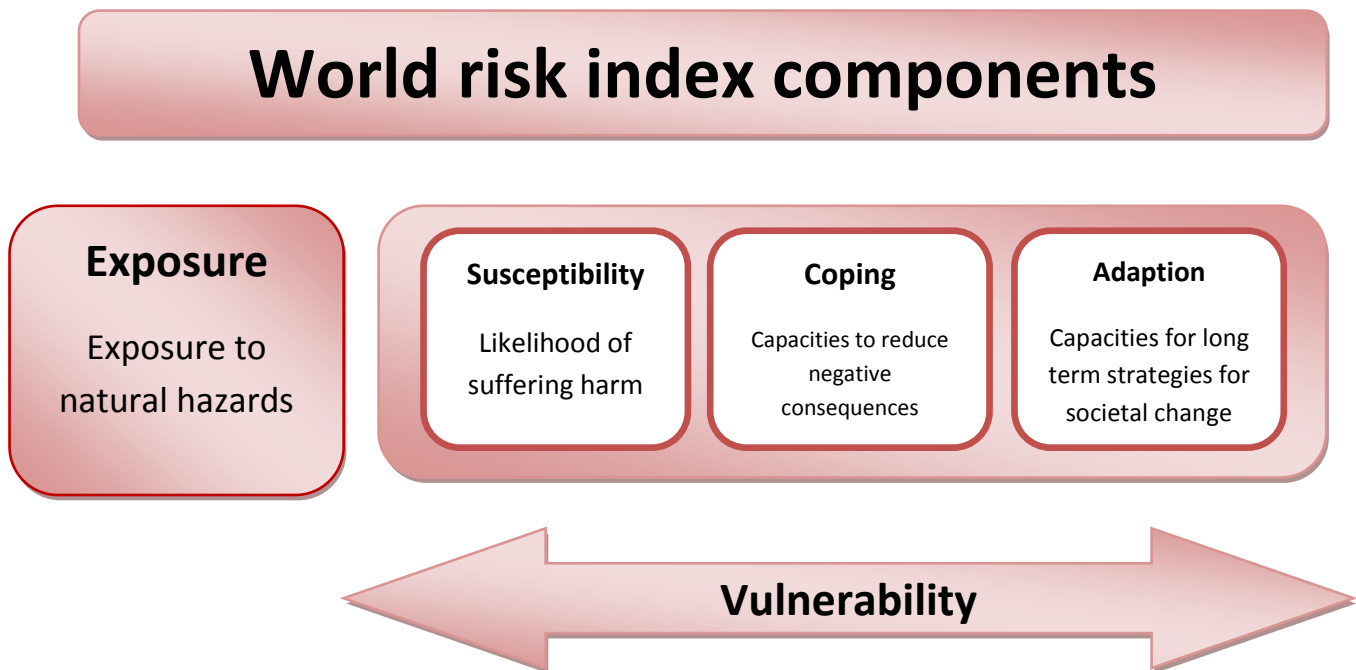 World risk index components
Exposure
Exposure to
natural hazards
Susceptibility
Likelihood of
suffering harm
Coping
Capacities to reduce
negative
consequences
Adaption
Capacities for long
term strategies for
societal change
Vulnerability